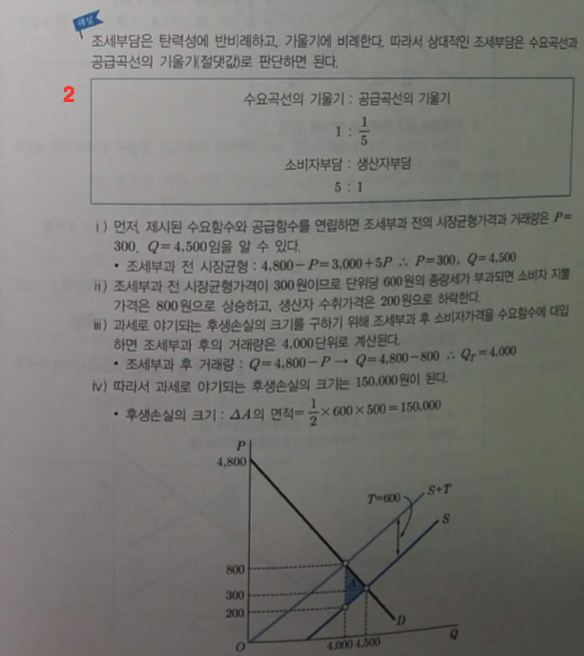 해설
조세부담은 탄력성에 반비례하고, 기울기에 비례한다. 따라서 상대적인 조세부담은 수요곡선과
공급곡선의 기울기(절댓값)로 판단하면 된다.
2
수요곡선의 기울기 : 공급곡선의 기울기
1 : 1/5
소비자부담 : 생산자부담
5 : 1
ⅰ) 먼저, 제시된 수요함수와 공급함수를 연립하면 조세부과 전의 시장균형가격과 거래량은 P=
300, Q=4,500임을 알 수 있다.
• 조세부과 전 시장균형 : 4,800-P=3,000+5P ∴ P=300, Q=4,500
ⅱ) 조세부과 전 시장균형가격이 300원이므로 단위당 600원의 종량세가 부과되면 소비자 지불
가격은 800원으로 상승하고, 생산자 수취가격은 200원으로 하락한다.
ⅲ) 과세로 야기되는 후생손실의 크기를 구하기 위해 조세부과 후 소비자가격을 수요함수에 대입
하면 조세부과 후의 거래량은 4,000단위로 계산된다.
• 조세부과 후 거래량 : Q=4,800-P → Q=4,800-800 ∴ Q_T=4,000
ⅳ) 따라서 과세로 야기되는 후생손실의 크기는 150,000원이 된다.
• 후생손실의 크기 : ΔA의 면적=1/2×600×500=150,000
P
4,800
T=600
S+T
S
800
A
300
200
D
O
4,000 4,500
Q